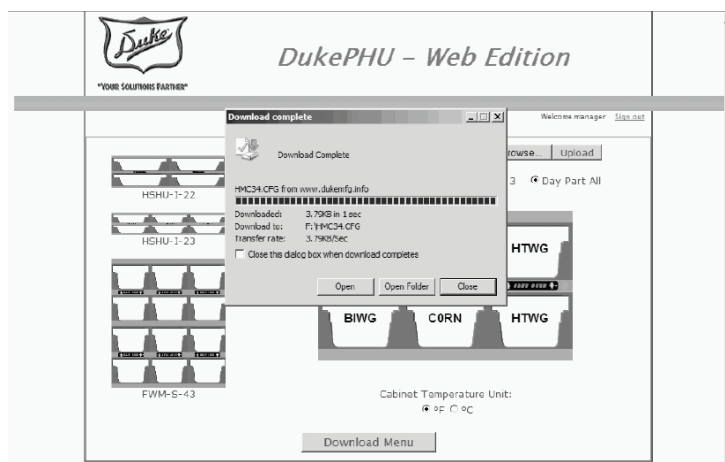 Duke
"YOUR SOLUTIONS PARTNER"
DukePHU - Web Edition
Welcome manager Sign out
Download complete
Download Complete
HMC34.CFG from www.dukemfg.info
Downloaded: 3.79KB in 1 sec
Download to: F:\HMC34.CFG
Transfer rate: 3.79KB/Sec
Close this dialog box when download completes
Open Open Folder Close
rowse... Upload
3 Day Part All
HSHU-I-22
HSHU-I-23
FWM-S-43
HTWG
BIWG C0RN HTWG
Cabinet Temperature Unit:
ºF ºC
Download Menu